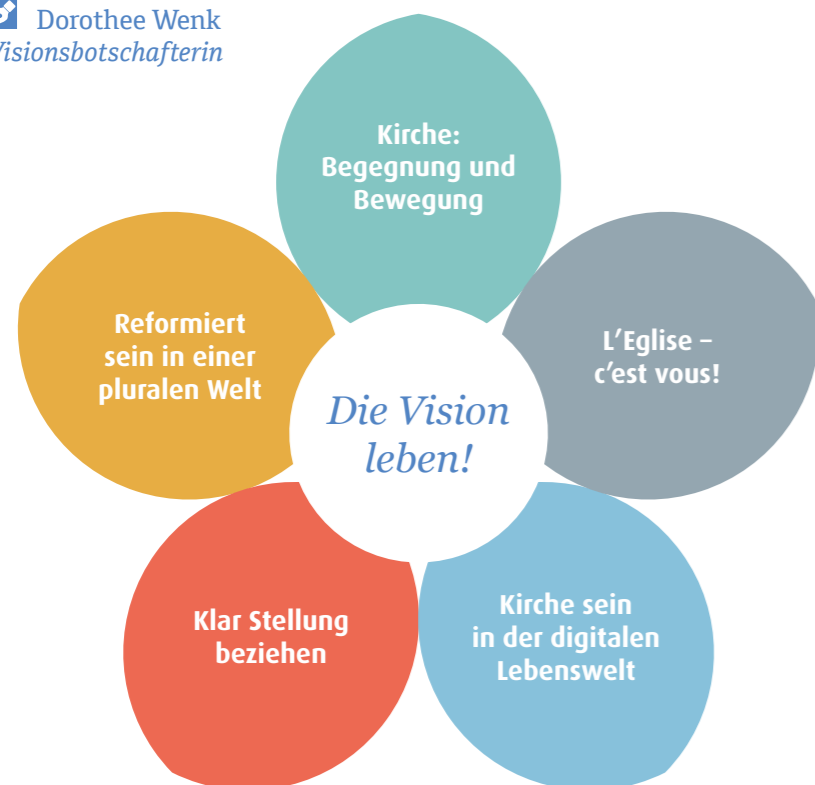 Dorothee Wenk
Visionsbotschafterin
Kirche:
Begegnung und
Bewegung
Reformiert
sein in einer
pluralen Welt
L’Eglise –
c’est vous!
Die Vision
leben!
Klar Stellung
beziehen
Kirche sein
in der digitalen
Lebenswelt